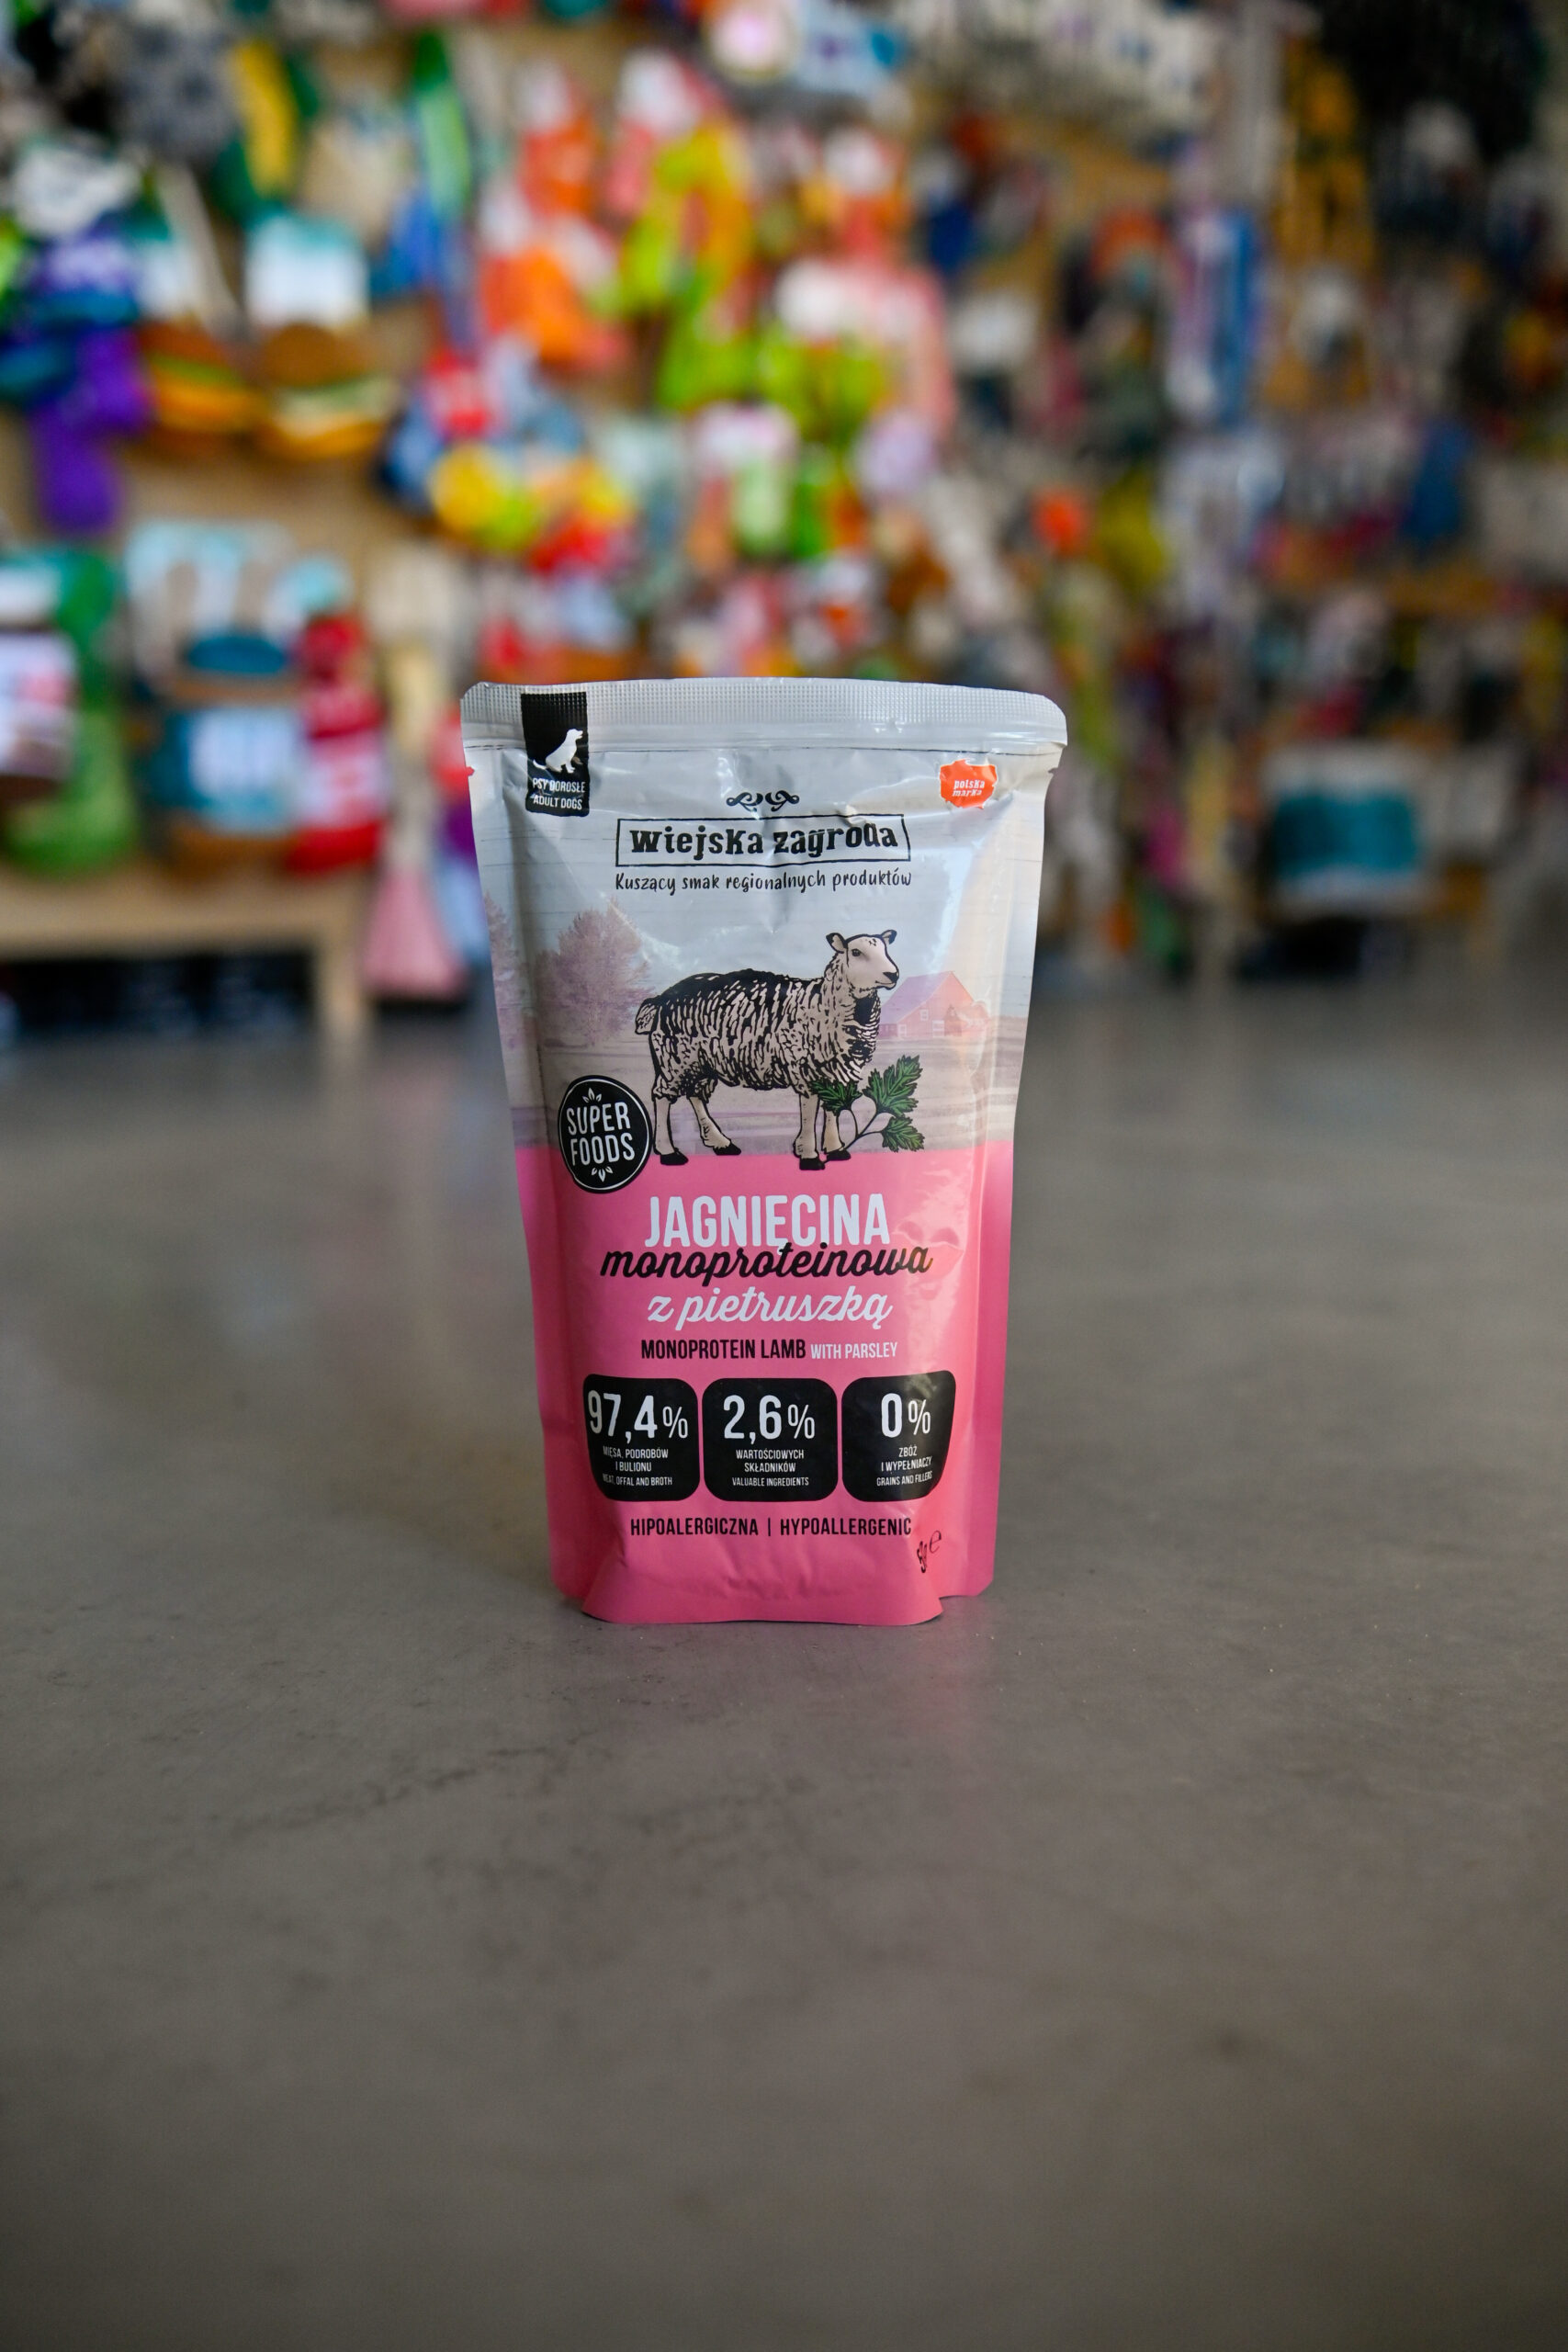 PSY DOROSŁE
ADULT DOGS
polska
marka
Wiejska zagroda
Kuszący smak regionalnych produktów
SUPER
FOODS
JAGNIĘCINA
monoproteinowa
z pietruszką
MONOPROTEIN LAMB WITH PARSLEY
97,4%
MIĘSA, PODROBÓW
I BULIONU
MEAT, OFFAL AND BROTH
2,6%
WARTOŚCIOWYCH
SKŁADNIKÓW
VALUABLE INGREDIENTS
0%
ZBÓŻ
I WYPEŁNIACZY
GRAINS AND FILLERS
HIPOALERGICZNA | HYPOALLERGENIC